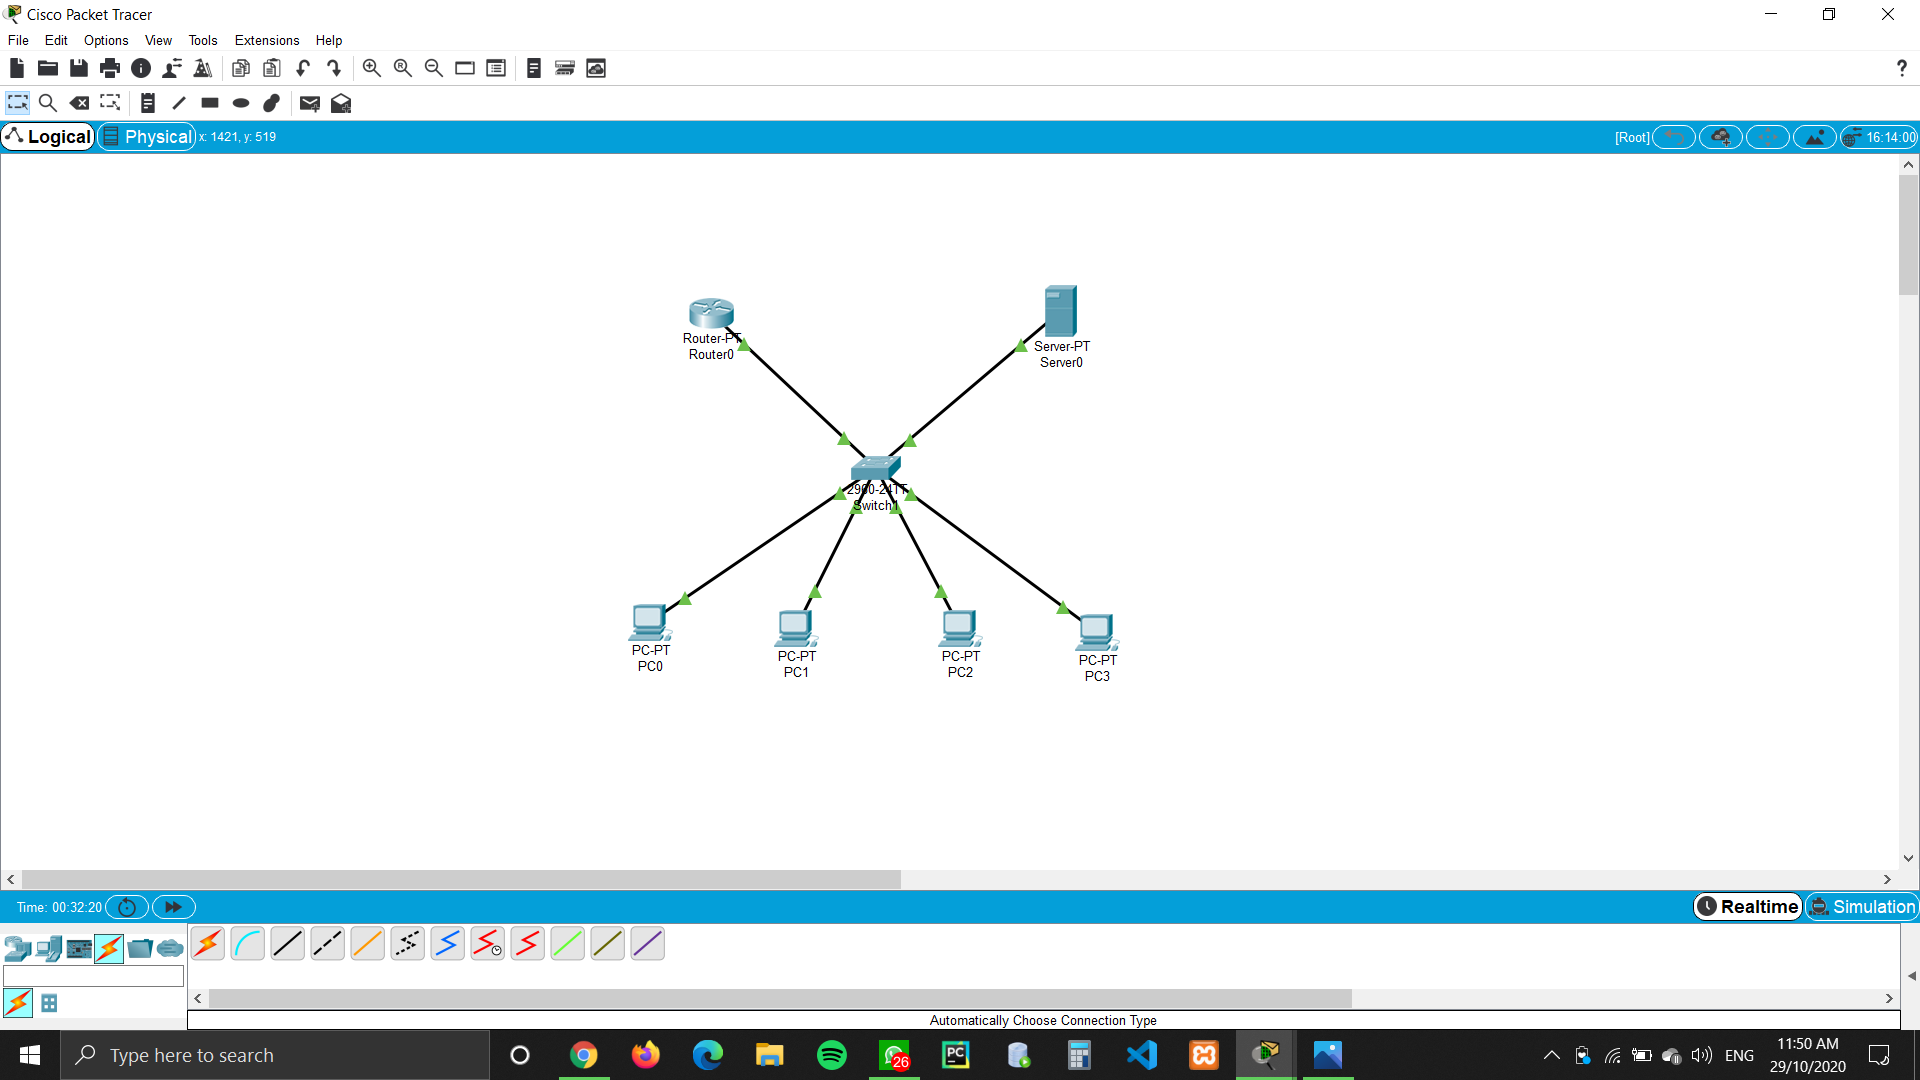 Cisco Packet Tracer
File Edit Options View Tools Extensions Help
?
Logical Physical x: 1421, y: 519 [Root] 16:14:00
Router-PT
Router0
Server-PT
Server0
2960-24TT
Switch1
PC-PT
PC0
PC-PT
PC1
PC-PT
PC2
PC-PT
PC3
Time: 00:32:20 Realtime Simulation
Automatically Choose Connection Type
Type here to search
26
PC
ENG
11:50 AM
29/10/2020